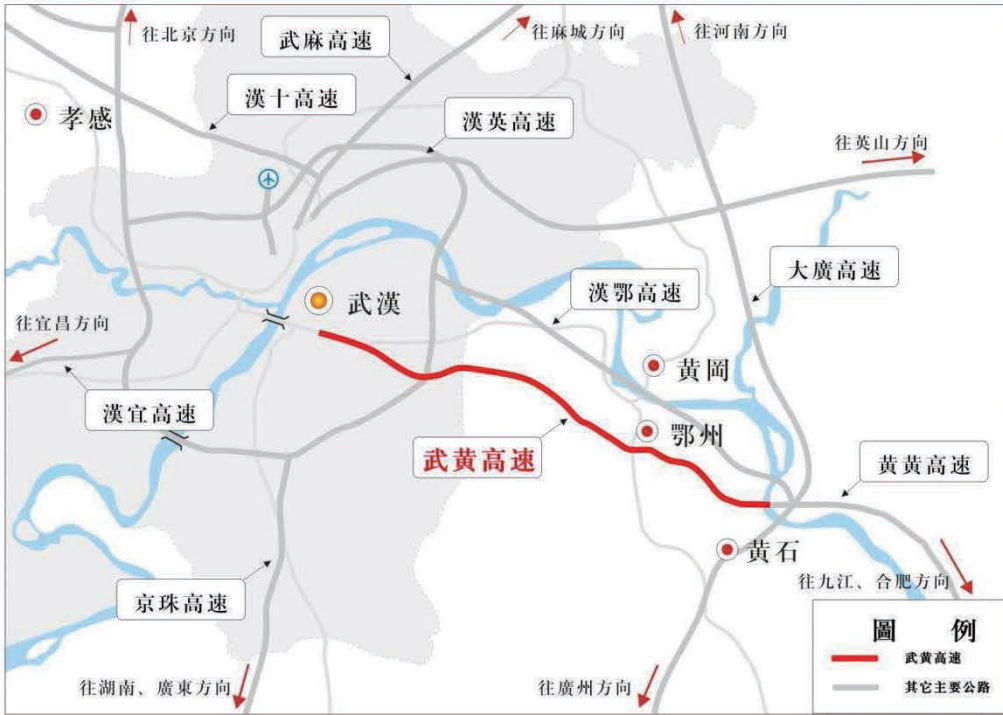 往北京方向
武麻高速
往麻城方向
往河南方向
漢十高速
孝感
漢英高速
往英山方向
大廣高速
漢鄂高速
武漢
往宜昌方向
黄岡
漢宜高速
鄂州
武黄高速
黄黄高速
黄石
京珠高速
往九江、合肥方向
往湖南、廣東方向
往廣州方向
圖 例
武黄高速
其它主要公路